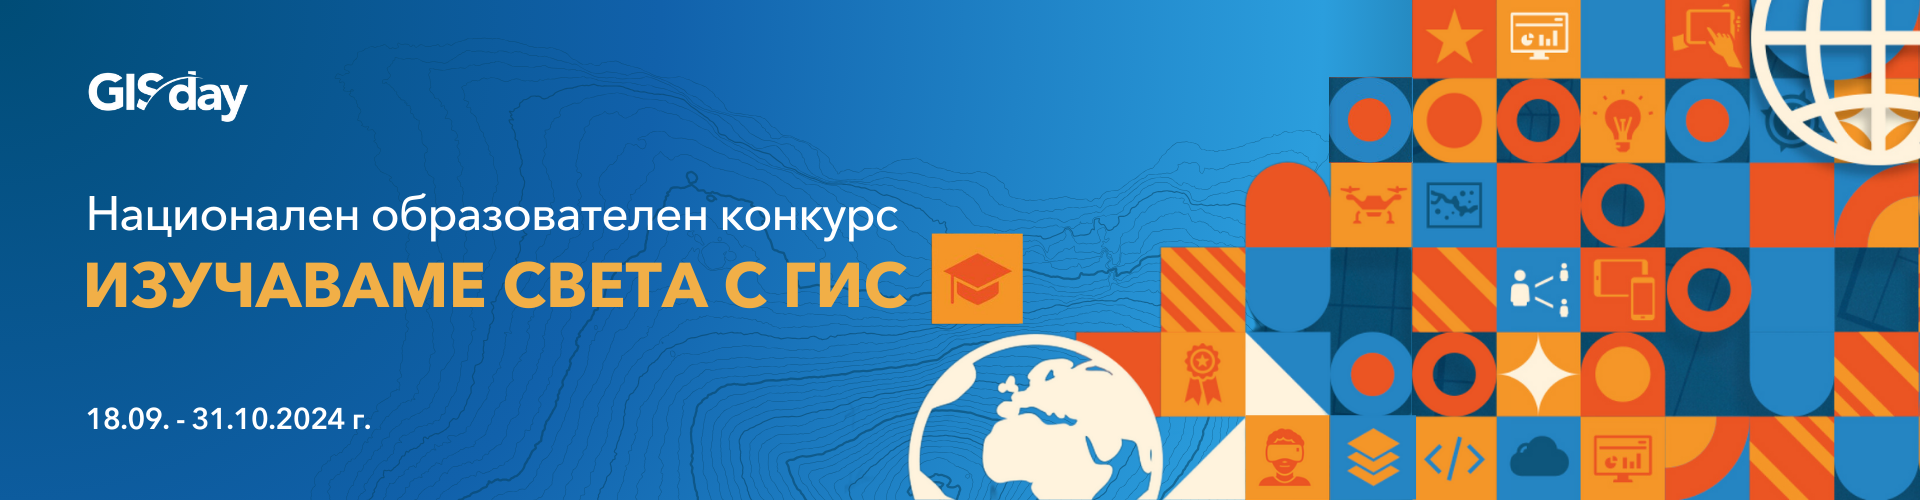 GISday
Национален образователен конкурс
ИЗУЧАВАМЕ СВЕТА С ГИС
18.09. - 31.10.2024 г.